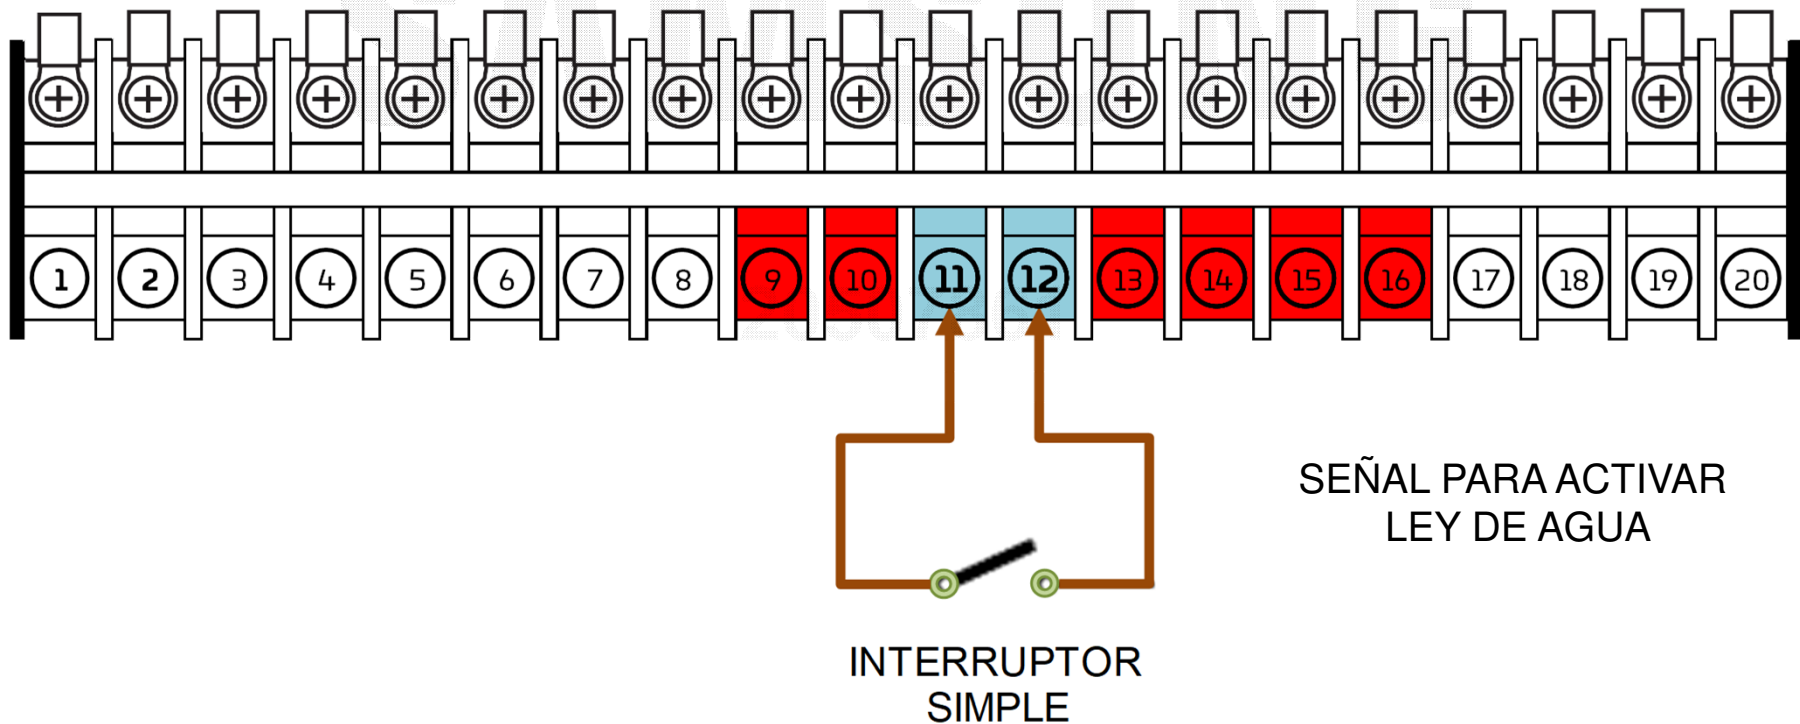 1 2 3 4 5 6 7 8 9 10 11 12 13 14 15 16 17 18 19 20
SEÑAL PARA ACTIVAR
LEY DE AGUA
INTERRUPTOR
SIMPLE